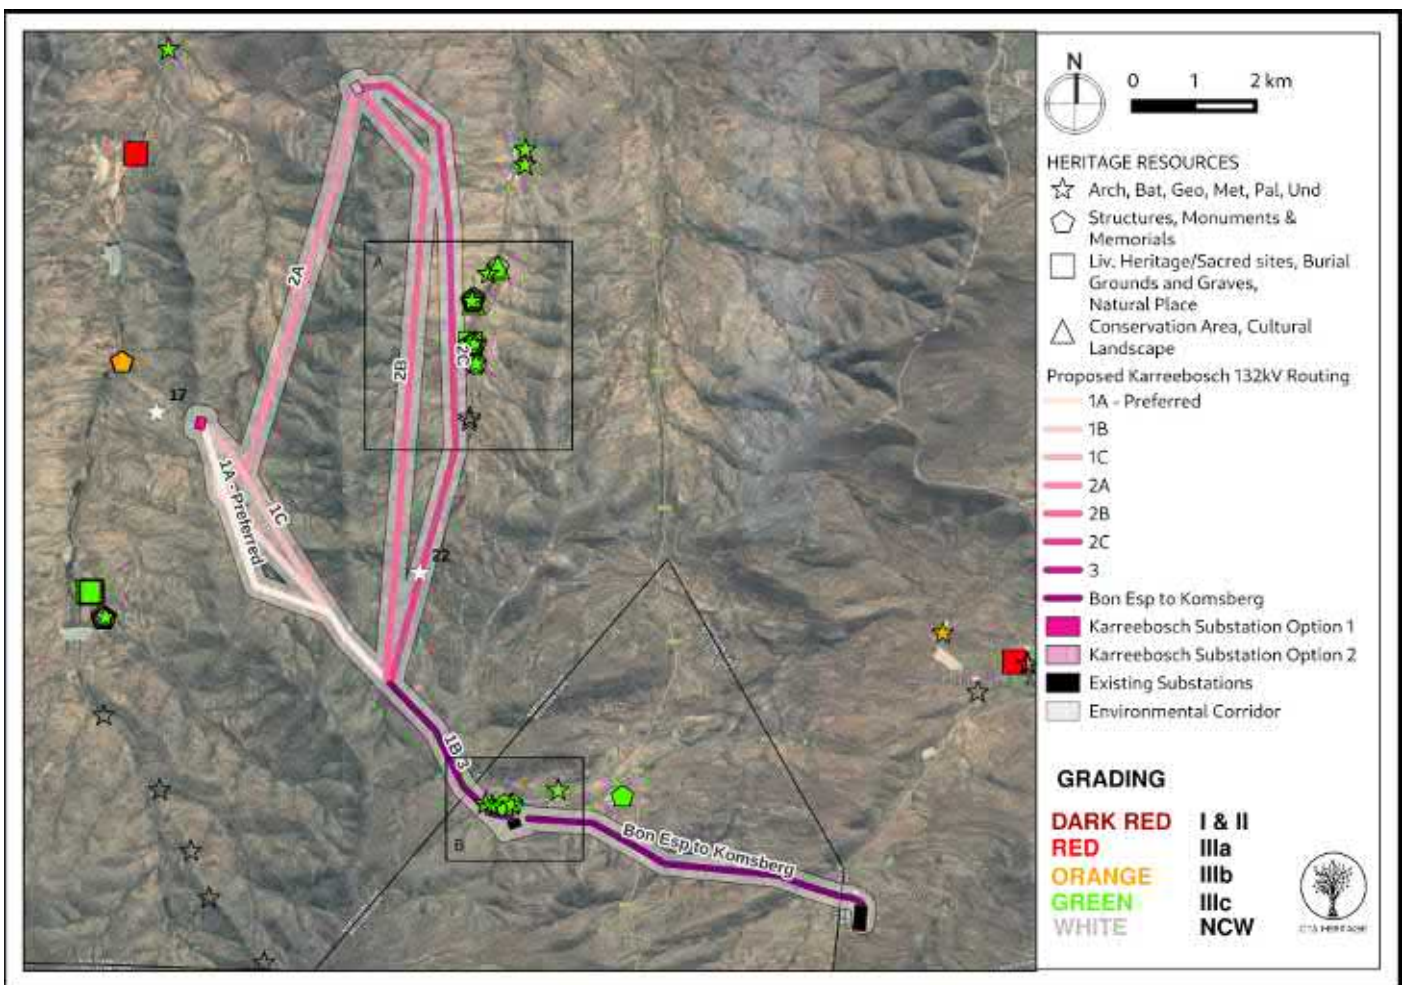 N
0 1 2 km
HERITAGE RESOURCES
Arch, Bat, Geo, Met, Pal, Und
Structures, Monuments &
Memorials
Liv. Heritage/Sacred sites, Burial
Grounds and Graves,
Natural Place
Conservation Area, Cultural
Landscape
Proposed Karreebosch 132kV Routing
1A - Preferred
1B
1C
2A
2B
2C
3
Bon Esp to Komsberg
Karreebosch Substation Option 1
Karreebosch Substation Option 2
Existing Substations
Environmental Corridor
GRADING
DARK RED I & II
RED IIIa
ORANGE IIIb
GREEN IIIc
WHITE NCW
CTS HERITAGE
A
2A
2B
2C
17
1A - Preferred
1C
22
1B 3
B
Bon Esp to Komsberg